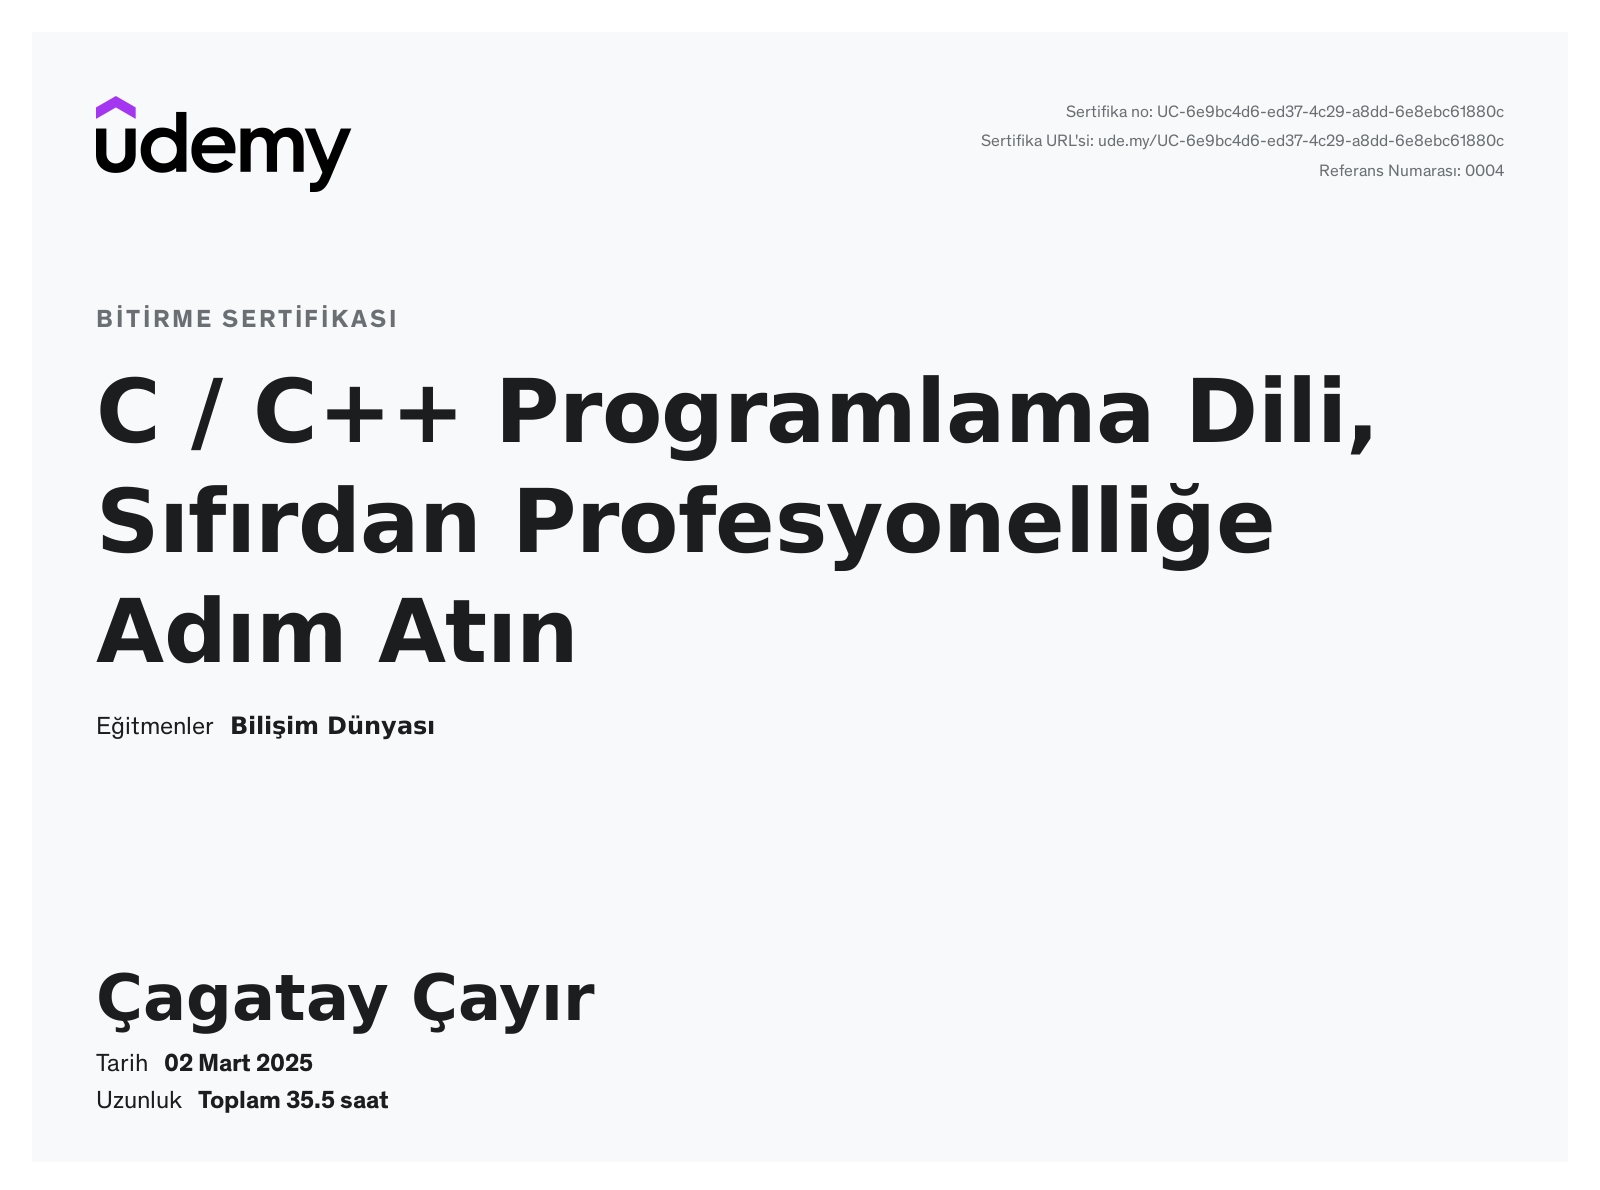 udemy
Sertifika no: UC-6e9bc4d6-ed37-4c29-a8dd-6e8ebc61880c
Sertifika URL'si: ude.my/UC-6e9bc4d6-ed37-4c29-a8dd-6e8ebc61880c
Referans Numarası: 0004
BİTİRME SERTİFİKASI
C / C++ Programlama Dili,
Sıfırdan Profesyonelliğe
Adım Atın
Eğitmenler Bilişim Dünyası
Çagatay Çayır
Tarih 02 Mart 2025
Uzunluk Toplam 35.5 saat